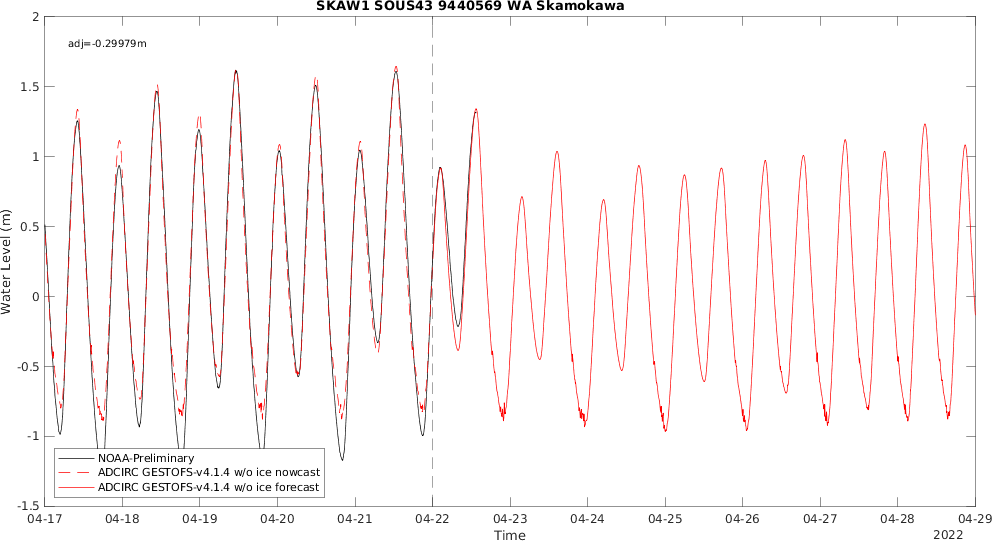 SKAW1 SOUS43 9440569 WA Skamokawa
adj=-0.29979m
Water Level (m)
2
1.5
1
0.5
0
-0.5
-1
-1.5
NOAA-Preliminary
ADCIRC GESTOFS-v4.1.4 w/o ice nowcast
ADCIRC GESTOFS-v4.1.4 w/o ice forecast
04-17 04-18 04-19 04-20 04-21 04-22 04-23 04-24 04-25 04-26 04-27 04-28 04-29
Time
2022